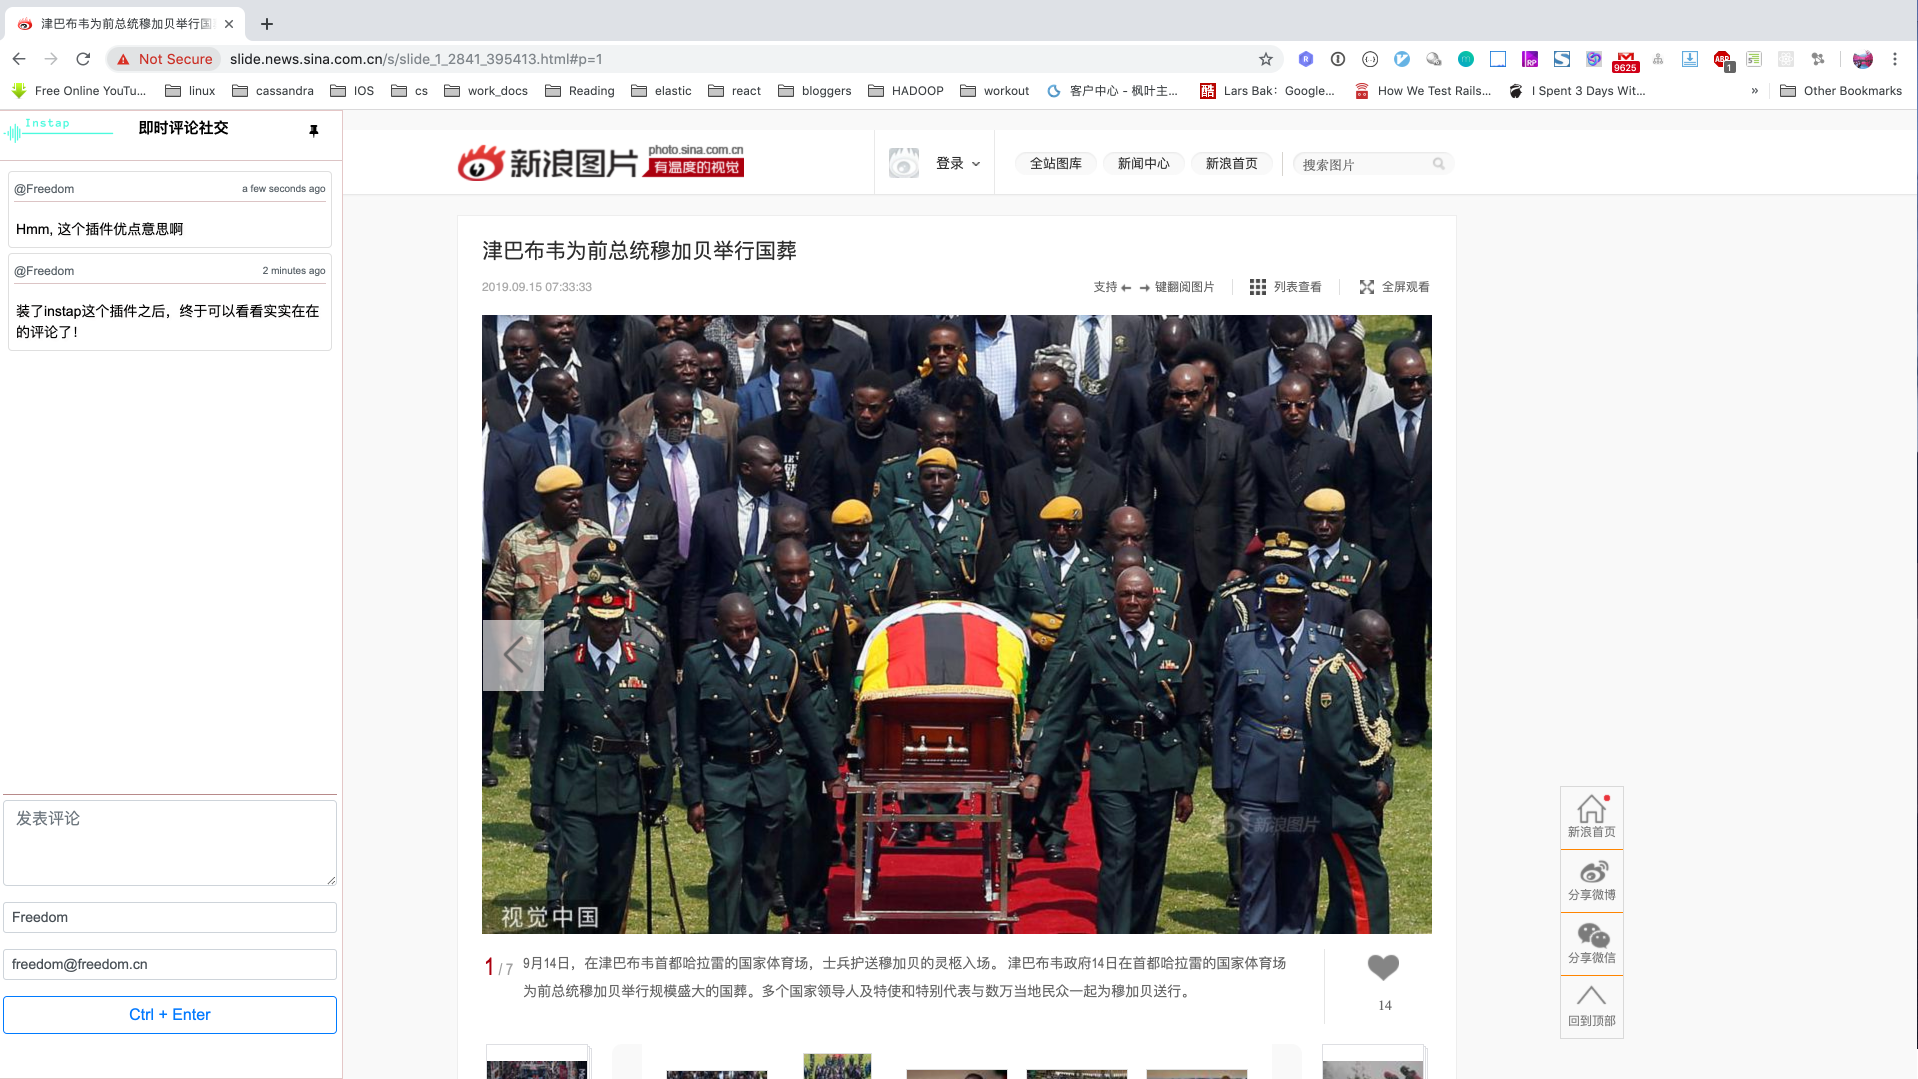 津巴布韦为前总统穆加贝举行国
Not Secure
slide.news.sina.com.cn/s/slide_1_2841_395413.html#p=1
9625
1
Free Online YouTu...
linux
cassandra
IOS
cs
work_docs
Reading
elastic
react
bloggers
HADOOP
workout
客户中心 - 枫叶主...
Lars Bak：Google...
How We Test Rails...
I Spent 3 Days Wit...
»
Other Bookmarks
Instap
即时评论社交
@Freedom
a few seconds ago
Hmm, 这个插件优点意思啊
@Freedom
2 minutes ago
装了instap这个插件之后，终于可以看看实实在在
的评论了！
发表评论
Freedom
freedom@freedom.cn
Ctrl + Enter
新浪图片
photo.sina.com.cn
有温度的视觉
登录
全站图库
新闻中心
新浪首页
搜索图片
津巴布韦为前总统穆加贝举行国葬
2019.09.15 07:33:33
支持 ← → 键翻阅图片
列表查看
全屏观看
新浪图片
视觉中国
1 / 7
9月14日，在津巴布韦首都哈拉雷的国家体育场，士兵护送穆加贝的灵柩入场。 津巴布韦政府14日在首都哈拉雷的国家体育场
为前总统穆加贝举行规模盛大的国葬。多个国家领导人及特使和特别代表与数万当地民众一起为穆加贝送行。
14
新浪首页
分享微博
分享微信
回到顶部